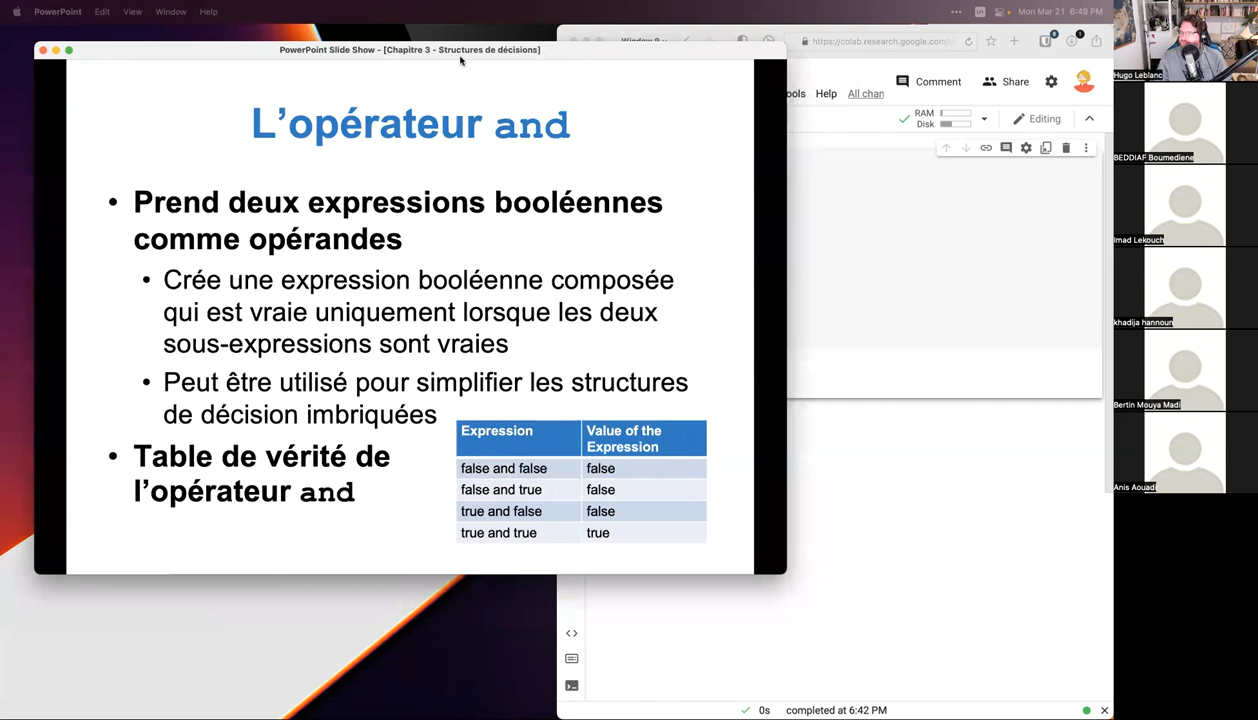 PowerPoint Edit View Window Help
Mon Mar 21 6:49 PM
PowerPoint Slide Show - [Chapitre 3 - Structures de décisions]
L’opérateur and
• Prend deux expressions booléennes
comme opérandes
• Crée une expression booléenne composée
qui est vraie uniquement lorsque les deux
sous-expressions sont vraies
• Peut être utilisé pour simplifier les structures
de décision imbriquées
• Table de vérité de
l’opérateur and
Expression Value of the
Expression
false and false false
false and true false
true and false false
true and true true
https://colab.research.google.com/
ools Help All chan
Comment Share
RAM
Disk
Editing
0s completed at 6:42 PM
Hugo Leblanc
BEDDIAF Boumediene
Imad Lekouch
khadija hannoun
Bertin Mouya Madi
Anis Aouadi